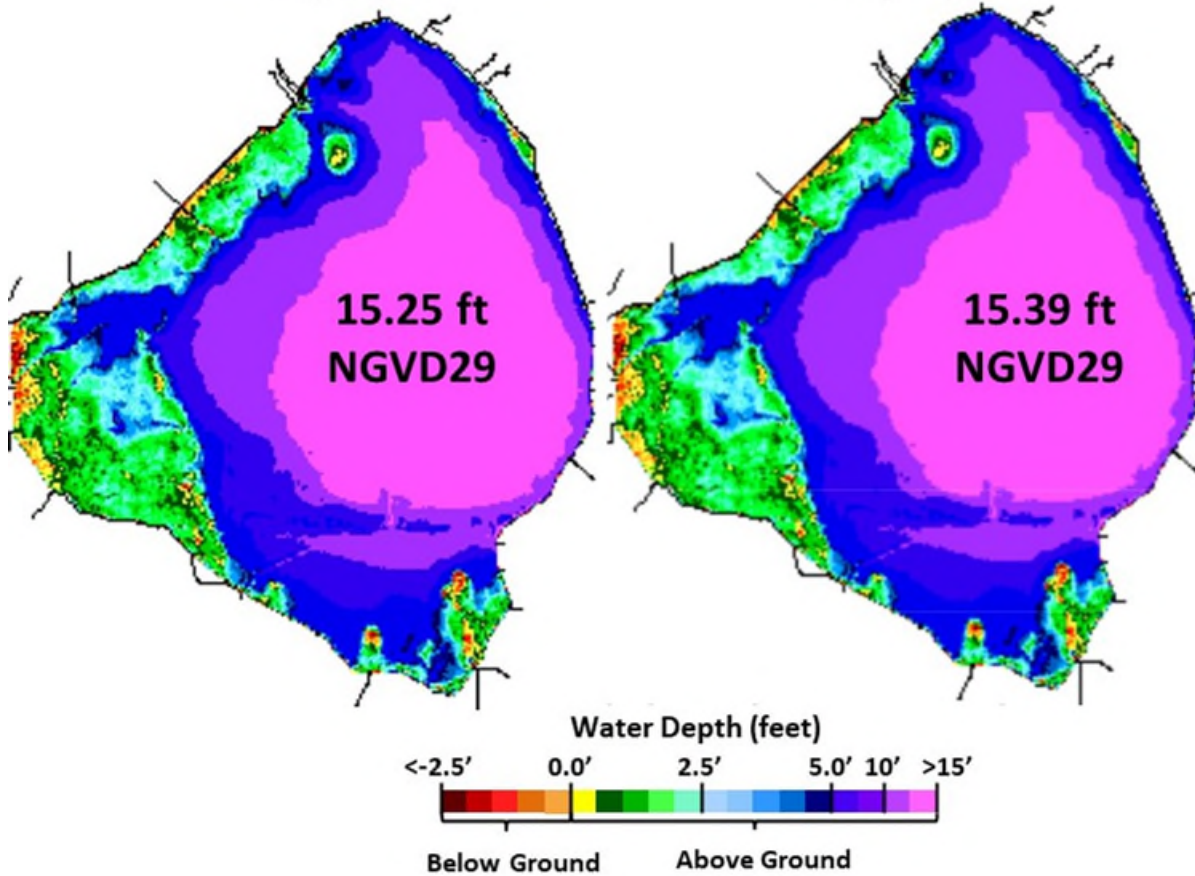 15.25 ft
NGVD29
15.39 ft
NGVD29
Water Depth (feet)
<-2.5’ 0.0’ 2.5’ 5.0’ 10’ >15’
Below Ground Above Ground